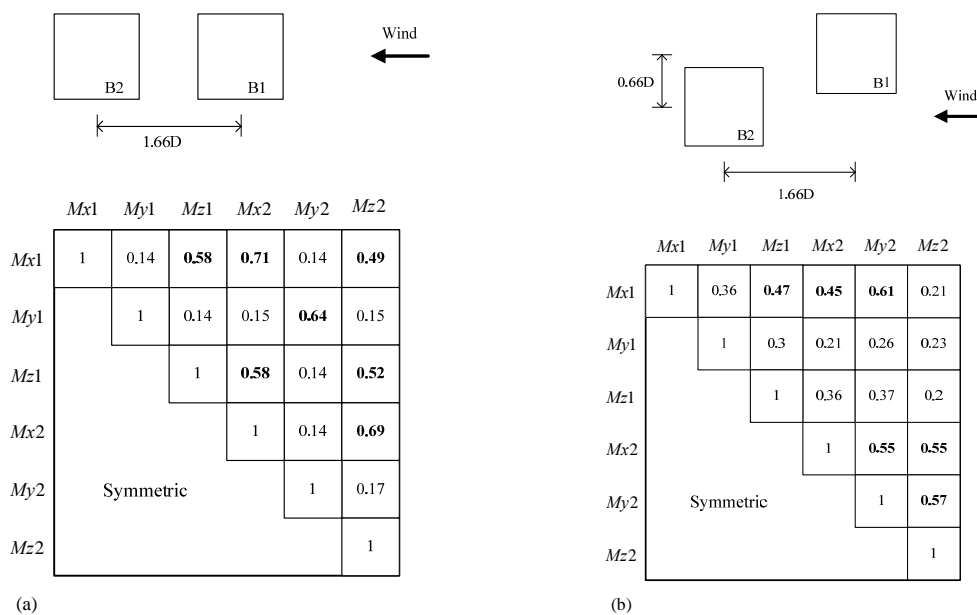 B2
B1
Wind
1.66D
Mx1 My1 Mz1 Mx2 My2 Mz2
Mx1 1 0.14 0.58 0.71 0.14 0.49
My1 1 0.14 0.15 0.64 0.15
Mz1 1 0.58 0.14 0.52
Mx2 1 0.14 0.69
My2 Symmetric 1 0.17
Mz2 1
(a)
B1
0.66D
B2
Wind
1.66D
Mx1 My1 Mz1 Mx2 My2 Mz2
Mx1 1 0.36 0.47 0.45 0.61 0.21
My1 1 0.3 0.21 0.26 0.23
Mz1 1 0.36 0.37 0.2
Mx2 1 0.55 0.55
My2 Symmetric 1 0.57
Mz2 1
(b)